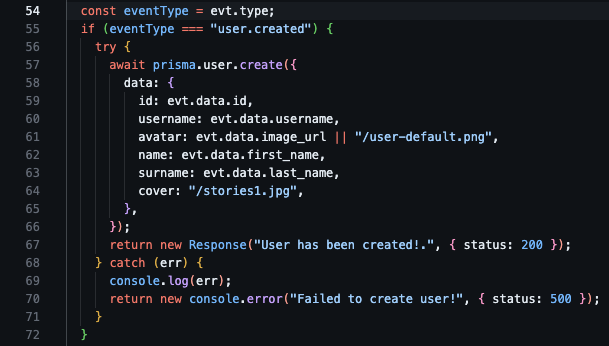 54 const eventType = evt.type;
55 if (eventType === "user.created") {
56 try {
57 await prisma.user.create({
58 data: {
59 id: evt.data.id,
60 username: evt.data.username,
61 avatar: evt.data.image_url || "/user-default.png",
62 name: evt.data.first_name,
63 surname: evt.data.last_name,
64 cover: "/stories1.jpg",
65 },
66 });
67 return new Response("User has been created!.", { status: 200 });
68 } catch (err) {
69 console.log(err);
70 return new console.error("Failed to create user!", { status: 500 });
71 }
72 }